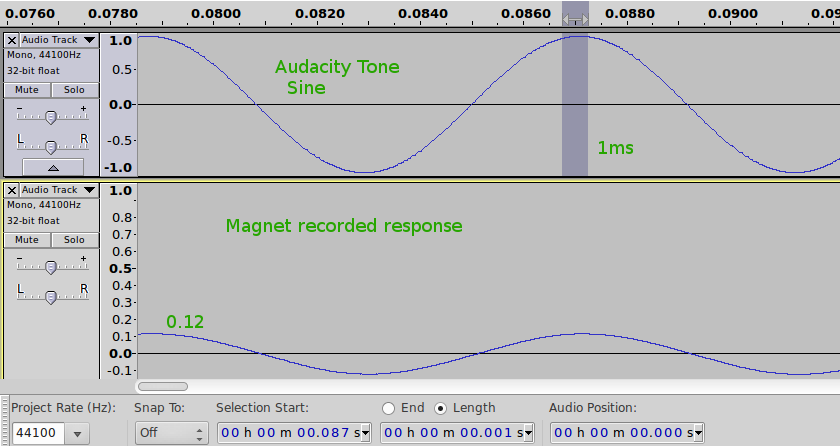 0.0760 0.0780 0.0800 0.0820 0.0840 0.0860 0.0880 0.0900 0.09
Audio Track
Mono, 44100Hz
32-bit float
Mute Solo
- +
L R
1.0
0.5-
0.0-
-0.5-
-1.0
Audacity Tone
Sine
1ms
Audio Track
Mono, 44100Hz
32-bit float
Mute Solo
- +
L R
1.0
0.8-
0.7-
0.6-
0.5-
0.4-
0.3-
0.2-
0.1-
0.0-
-0.1-
Magnet recorded response
0.12
Project Rate (Hz): Snap To: Selection Start: End Length Audio Position:
44100 Off 00 h 00 m 00.087 s 00 h 00 m 00.001 s 00 h 00 m 00.000 s